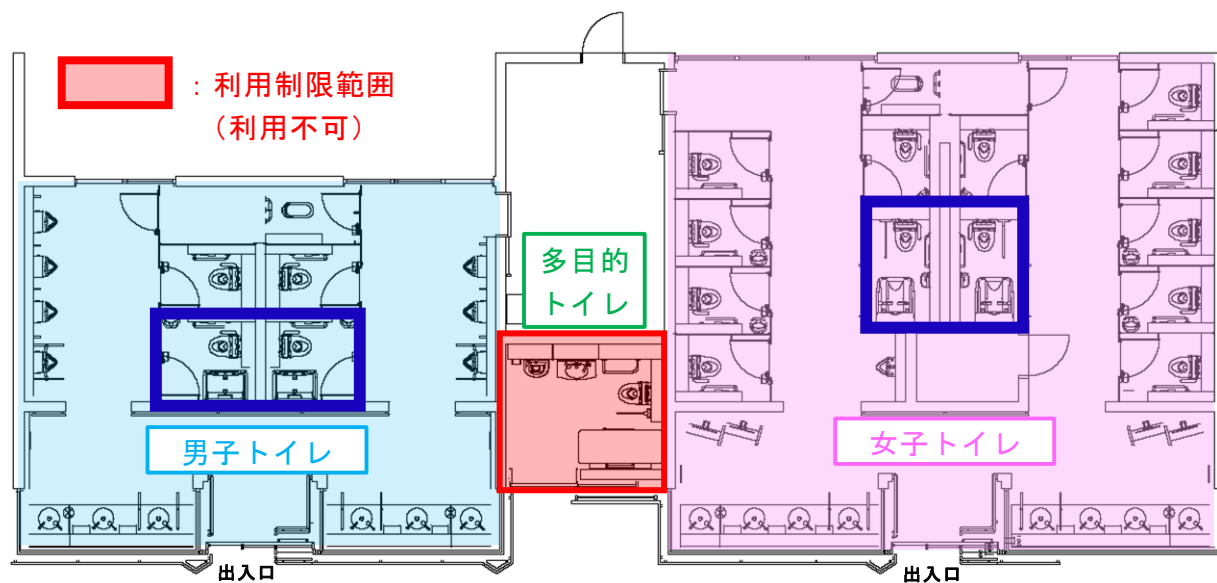 ：利用制限範囲
（利用不可）
多目的
トイレ
男子トイレ
女子トイレ
出入口
出入口